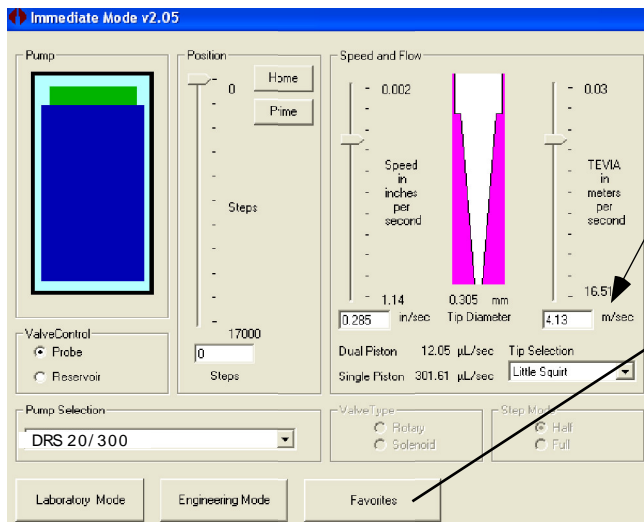 Immediate Mode v2.05
Pump
Position
0
Home
Prime
Steps
17000
0
Steps
Speed and Flow
0.002
Speed
in
inches
per
second
1.14
0.285 in/sec
0.305 mm
Tip Diameter
0.03
TEVIA
in
meters
per
second
16.51
4.13 m/sec
Dual Piston 12.05 µL/sec
Single Piston 301.61 µL/sec
Tip Selection
Little Squirt
ValveControl
Probe
Reservoir
Pump Selection
DRS 20/300
ValveType
Rotary
Solenoid
Step Mode
Half
Full
Laboratory Mode
Engineering Mode
Favorites